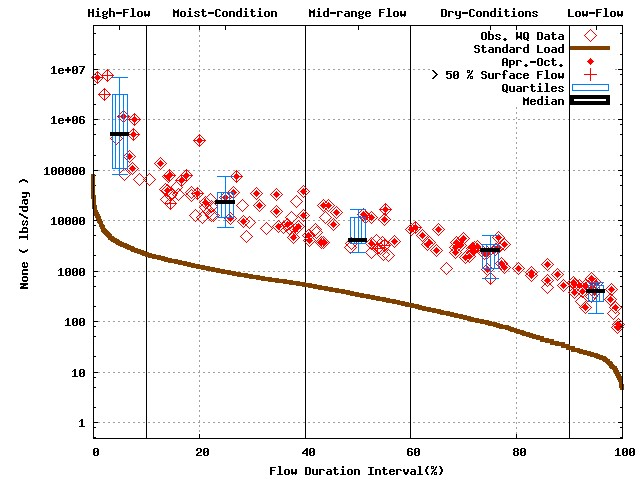 High-Flow Moist-Condition Mid-range Flow Dry-Conditions Low-Flow
Obs. WQ Data
Standard Load
Apr.-Oct.
> 50 % Surface Flow
Quartiles
Median
1e+07
1e+06
100000
10000
1000
100
10
1
None ( lbs/day )
0 20 40 60 80 100
Flow Duration Interval(%)